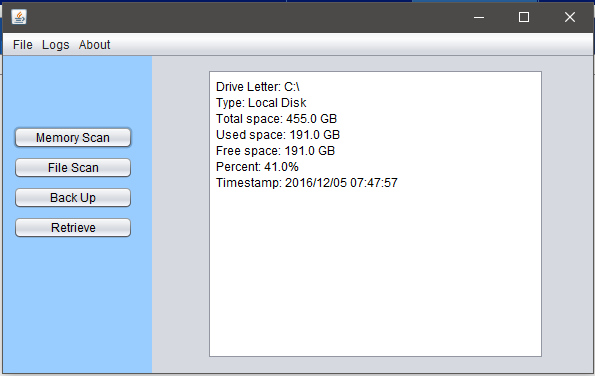 File Logs About
Memory Scan
File Scan
Back Up
Retrieve
Drive Letter: C:\
Type: Local Disk
Total space: 455.0 GB
Used space: 191.0 GB
Free space: 191.0 GB
Percent: 41.0%
Timestamp: 2016/12/05 07:47:57